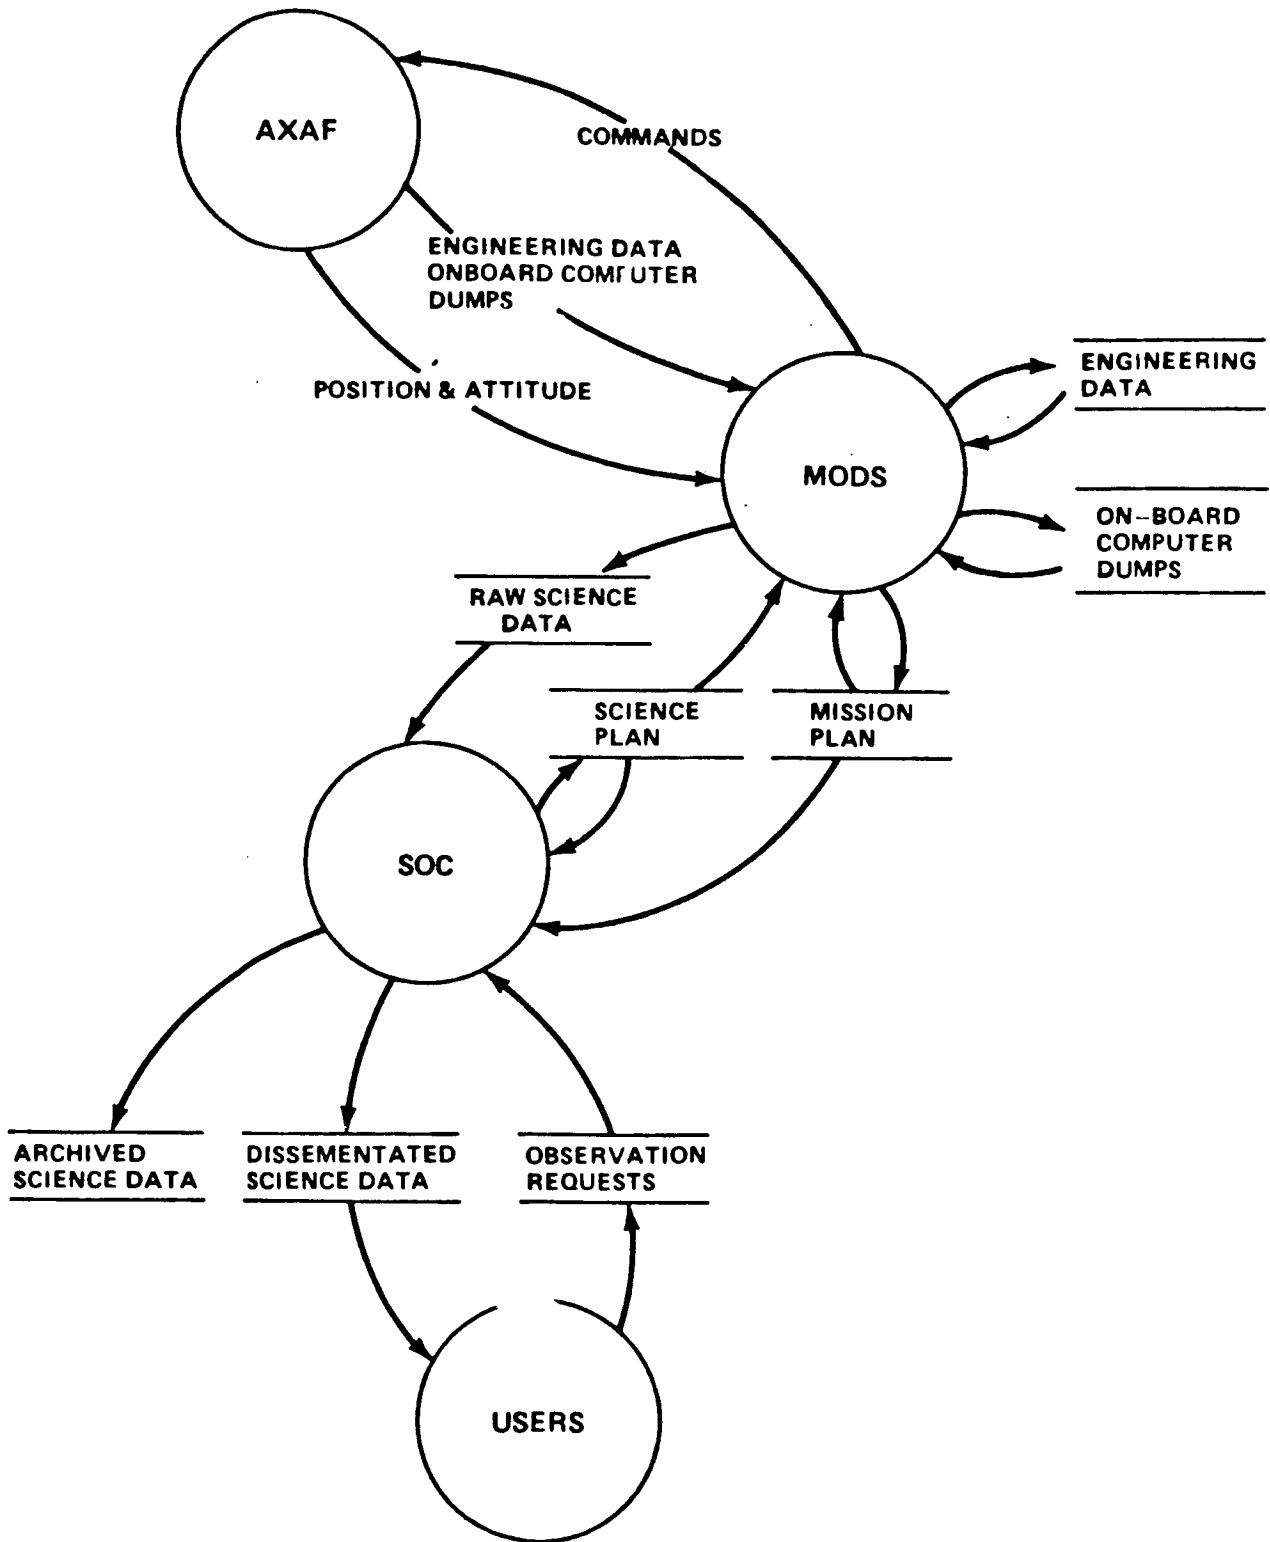 AXAF
COMMANDS
ENGINEERING DATA
ONBOARD COMPUTER
DUMPS
POSITION & ATTITUDE
MODS
ENGINEERING
DATA
ON-BOARD
COMPUTER
DUMPS
RAW SCIENCE
DATA
SCIENCE
PLAN
MISSION
PLAN
SOC
ARCHIVED
SCIENCE DATA
DISSEMENTATED
SCIENCE DATA
OBSERVATION
REQUESTS
USERS